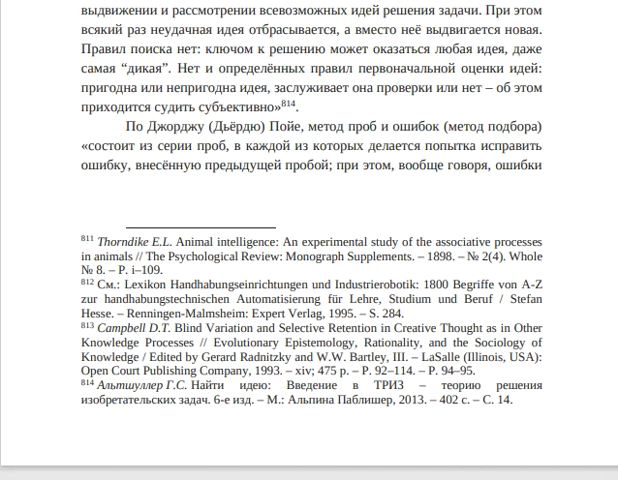 выдвижении и рассмотрении всевозможных идей решения задачи. При этом
всякий раз неудачная идея отбрасывается, а вместо неё выдвигается новая.
Правил поиска нет: ключом к решению может оказаться любая идея, даже
самая “дикая”. Нет и определённых правил первоначальной оценки идей:
пригодна или непригодна идея, заслуживает она проверки или нет – об этом
приходится судить субъективно»814.
По Джорджу (Дьёрдю) Пойе, метод проб и ошибок (метод подбора)
«состоит из серии проб, в каждой из которых делается попытка исправить
ошибку, внесённую предыдущей пробой; при этом, вообще говоря, ошибки
811 Thorndike E.L. Animal intelligence: An experimental study of the associative processes
in animals // The Psychological Review: Monograph Supplements. – 1898. – № 2(4). Whole
№ 8. – P. i–109.
812 См.: Lexikon Handhabungseinrichtungen und Industrierobotik: 1800 Begriffe von A-Z
zur handhabungstechnischen Automatisierung für Lehre, Studium und Beruf / Stefan
Hesse. – Renningen-Malmsheim: Expert Verlag, 1995. – S. 284.
813 Campbell D.T. Blind Variation and Selective Retention in Creative Thought as in Other
Knowledge Processes // Evolutionary Epistemology, Rationality, and the Sociology of
Knowledge / Edited by Gerard Radnitzky and W.W. Bartley, III. – LaSalle (Illinois, USA):
Open Court Publishing Company, 1993. – xiv; 475 p. – P. 92–114. – P. 94–95.
814 Альтшуллер Г.С. Найти идею: Введение в ТРИЗ – теорию решения
изобретательских задач. 6-е изд. – М.: Альпина Паблишер, 2013. – 402 с. – С. 14.